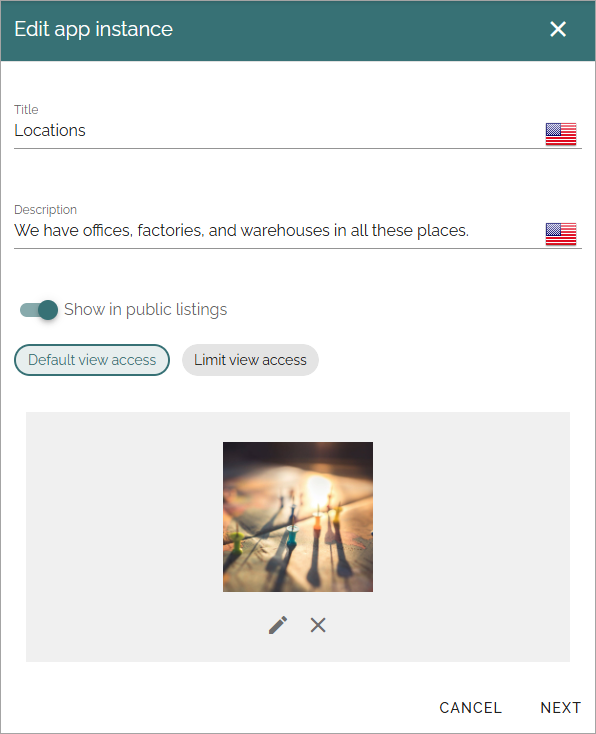 Edit app instance
Title
Locations
Description
We have offices, factories, and warehouses in all these places.
Show in public listings
Default view access
Limit view access
CANCEL
NEXT